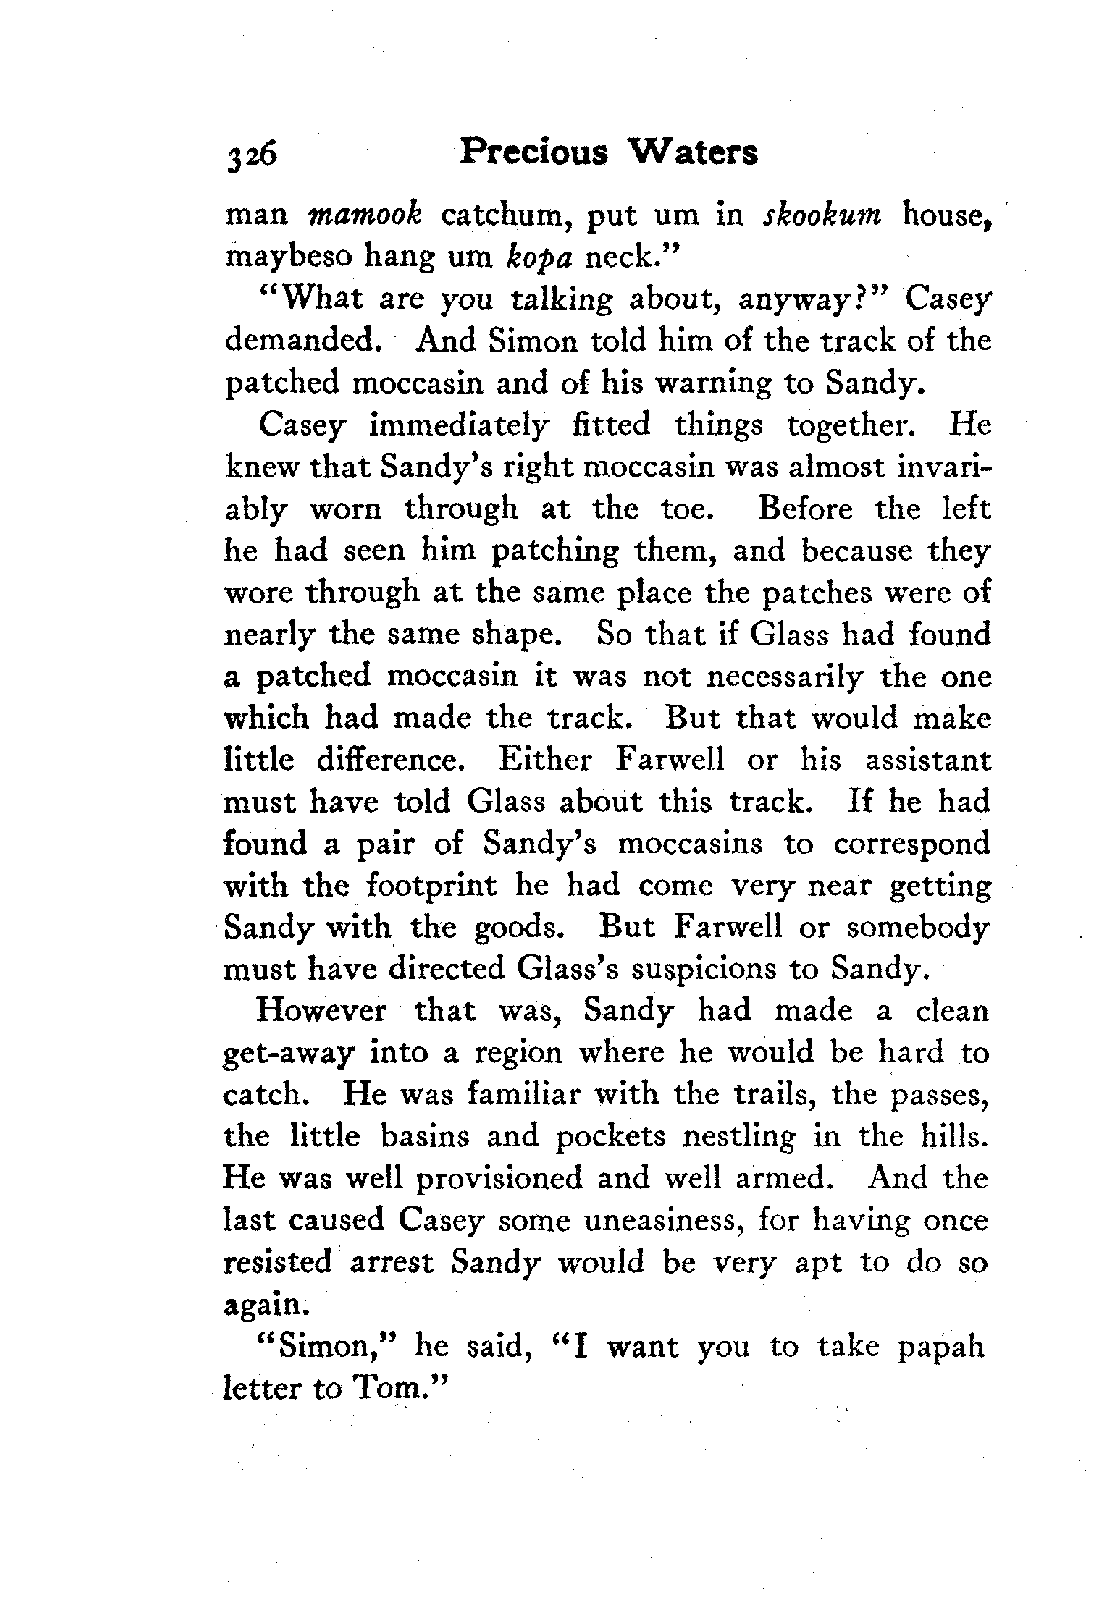 326 Precious Waters
man mamook catchum, put um in skookum house,
maybeso hang um kopa neck."
"What are you talking about, anyway?" Casey
demanded. And Simon told him of the track of the
patched moccasin and of his warning to Sandy.
Casey immediately fitted things together. He
knew that Sandy's right moccasin was almost invari-
ably worn through at the toe. Before the left
he had seen him patching them, and because they
wore through at the same place the patches were of
nearly the same shape. So that if Glass had found
a patched moccasin it was not necessarily the one
which had made the track. But that would make
little difference. Either Farwell or his assistant
must have told Glass about this track. If he had
found a pair of Sandy's moccasins to correspond
with the footprint he had come very near getting
Sandy with the goods. But Farwell or somebody
must have directed Glass's suspicions to Sandy.
However that was, Sandy had made a clean
get-away into a region where he would be hard to
catch. He was familiar with the trails, the passes,
the little basins and pockets nestling in the hills.
He was well provisioned and well armed. And the
last caused Casey some uneasiness, for having once
resisted arrest Sandy would be very apt to do so
again.
"Simon," he said, "I want you to take papah
letter to Tom."